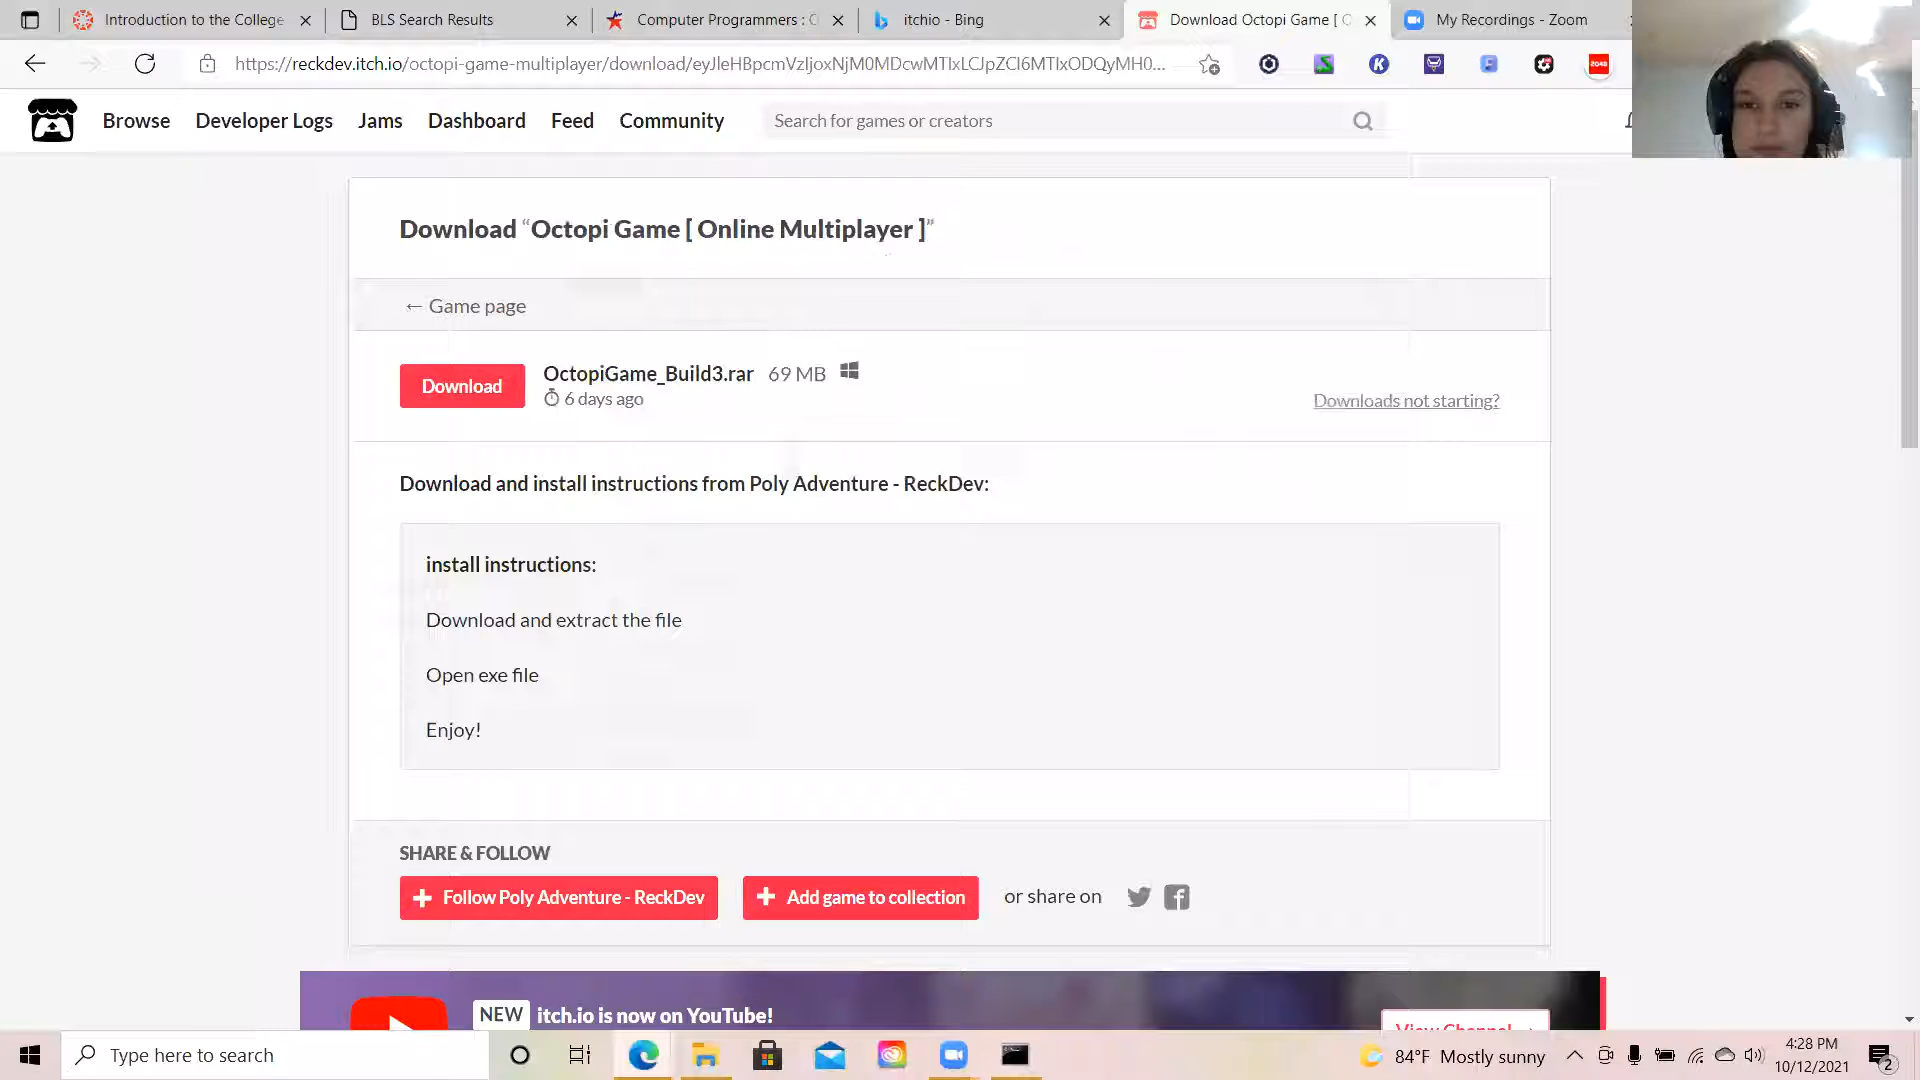 Introduction to the College
BLS Search Results
Computer Programmers :
itchio - Bing
Download Octopi Game [
My Recordings - Zoom
https://reckdev.itch.io/octopi-game-multiplayer/download/eyJleHBpcmVzIjoxNjM0MDcwMTIxLCJpZCI6MTIxODQyMH0...
Browse
Developer Logs
Jams
Dashboard
Feed
Community
Search for games or creators
Download “Octopi Game [ Online Multiplayer ]”
← Game page
Download
OctopiGame_Build3.rar 69 MB
6 days ago
Downloads not starting?
Download and install instructions from Poly Adventure - ReckDev:
install instructions:
Download and extract the file
Open exe file
Enjoy!
SHARE & FOLLOW
Follow Poly Adventure - ReckDev
Add game to collection
or share on
NEW itch.io is now on YouTube!
View Channel
Type here to search
84°F Mostly sunny
4:28 PM
10/12/2021
2